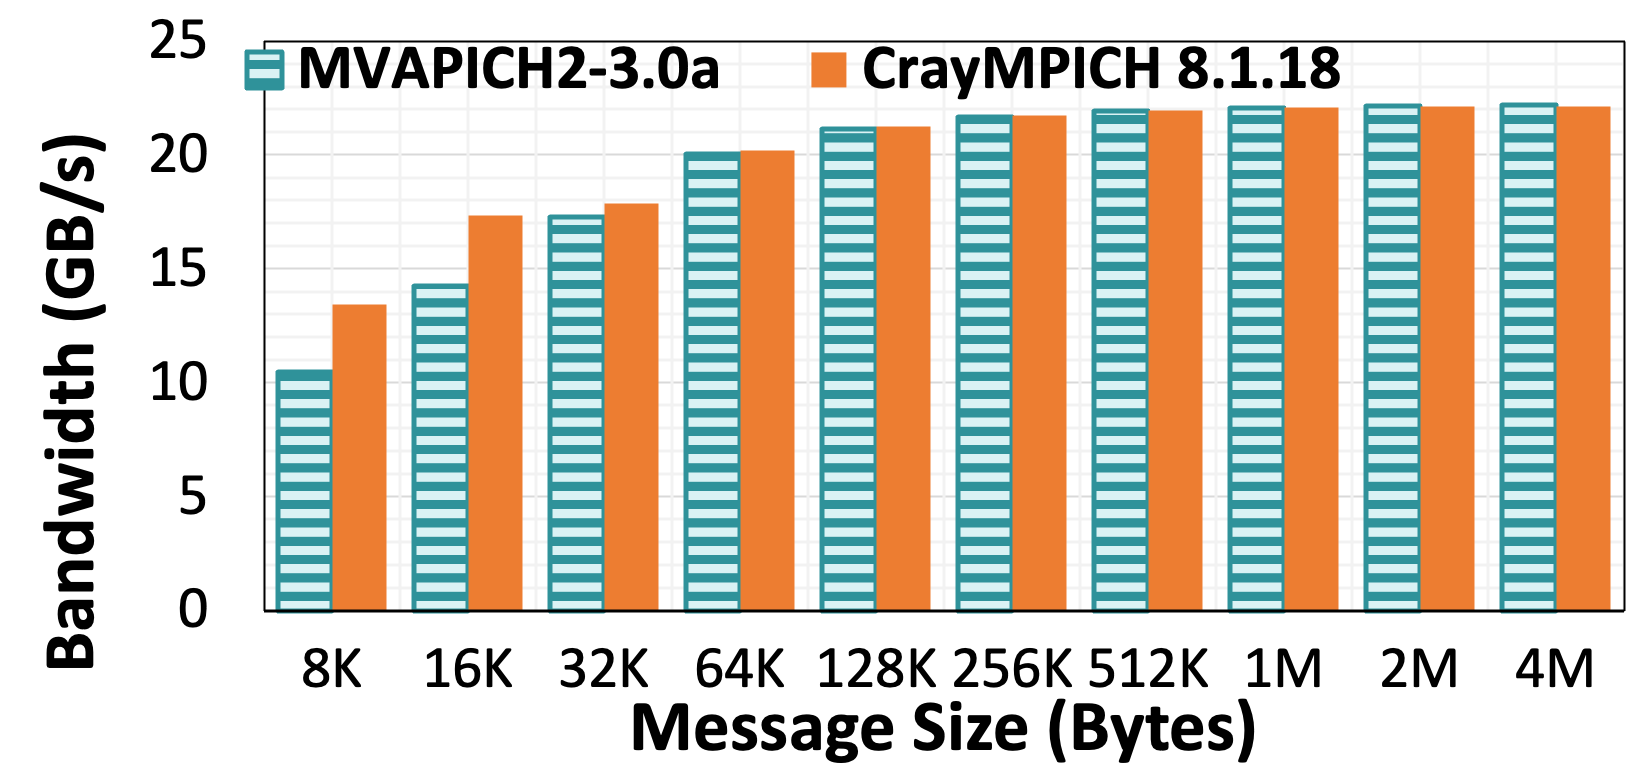 MVAPICH2-3.0a CrayMPICH 8.1.18
Bandwidth (GB/s)
25
20
15
10
5
0
8K 16K 32K 64K 128K 256K 512K 1M 2M 4M
Message Size (Bytes)